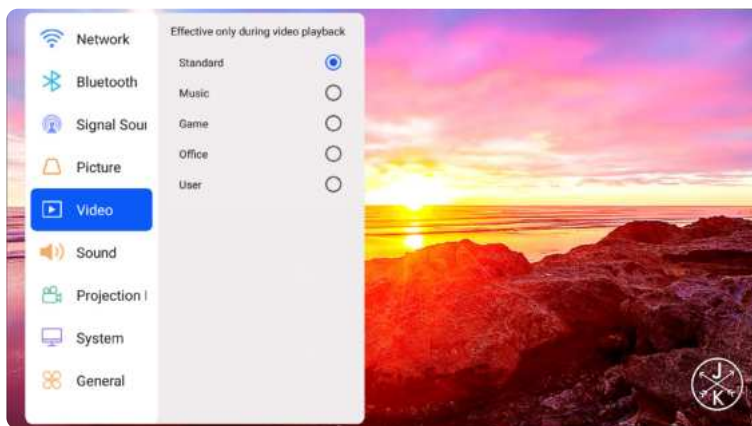 Network
Bluetooth
Signal Sour
Picture
Video
Sound
Projection I
System
General
Effective only during video playback
Standard
Music
Game
Office
User
J
K